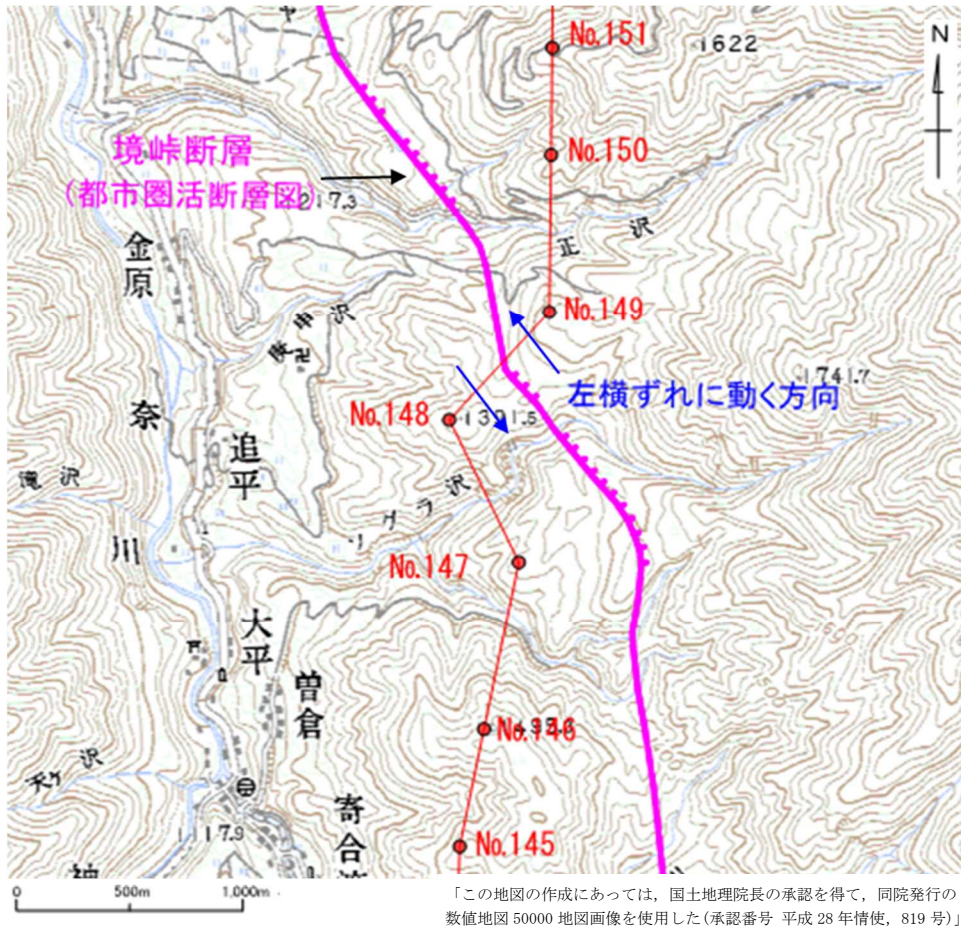 No.151
1622
N
境峠断層
(都市圏活断層図)
No.150
217.3
正沢
金原
No.149
庚申沢
1741.7
左横ずれに動く方向
No.148
奈川
追平
滝沢
No.147
大平
曽倉
No.146
寄合
1117.9
No.145
神
0 500m 1,000m
「この地図の作成にあっては，国土地理院長の承認を得て，同院発行の
数値地図 50000 地図画像を使用した(承認番号 平成 28 年情使，819 号)」